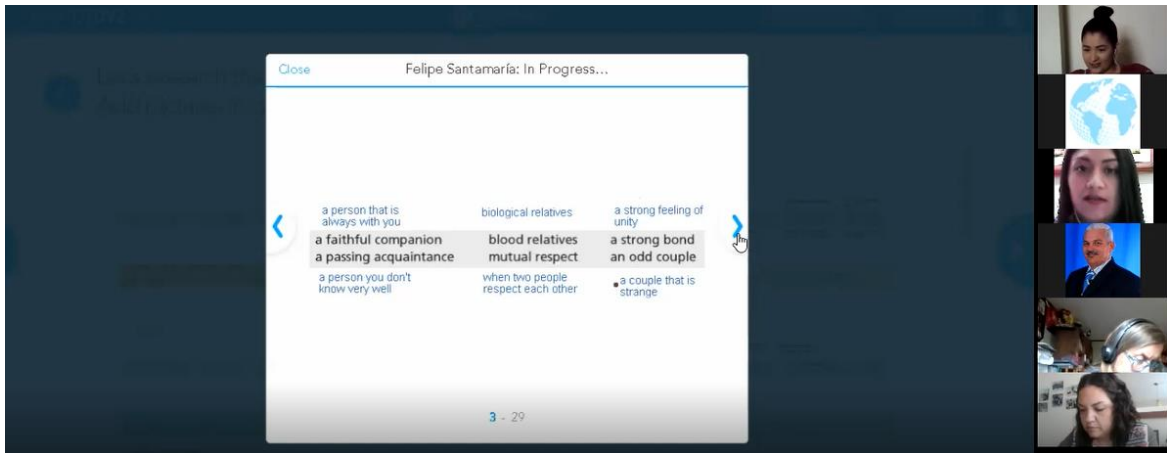 Close
Felipe Santamaría: In Progress...
a person that is
always with you
biological relatives
a strong feeling of
unity
a faithful companion
blood relatives
a strong bond
a passing acquaintance
mutual respect
an odd couple
a person you don't
know very well
when two people
respect each other
a couple that is
strange
3 - 29